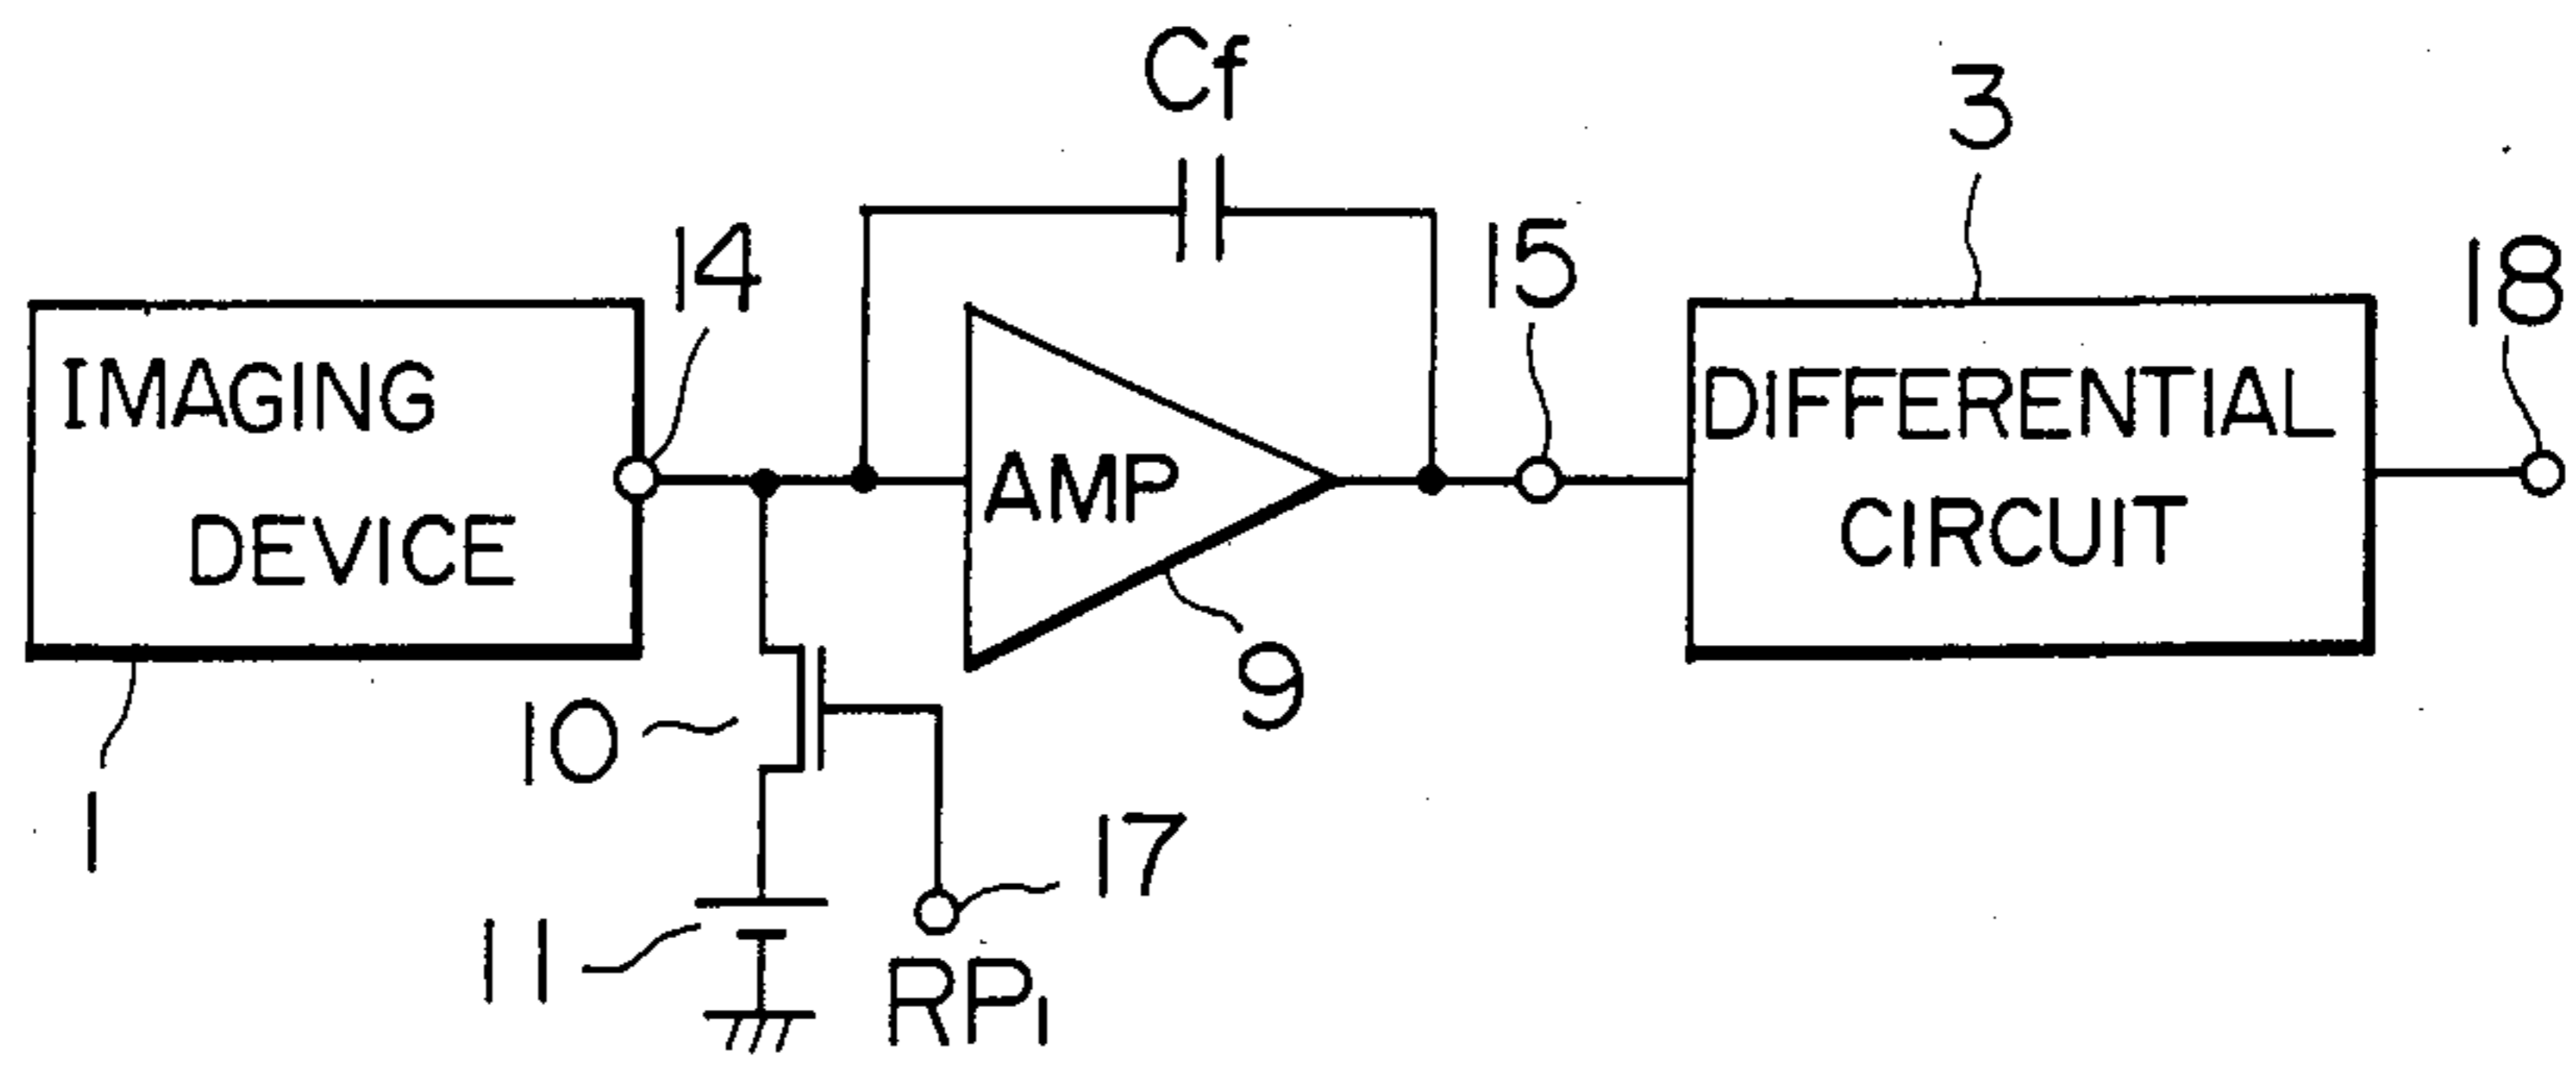 Cf
3
14
15
18
IMAGING
DEVICE
AMP
DIFFERENTIAL
CIRCUIT
9
10
1
17
11
RP₁